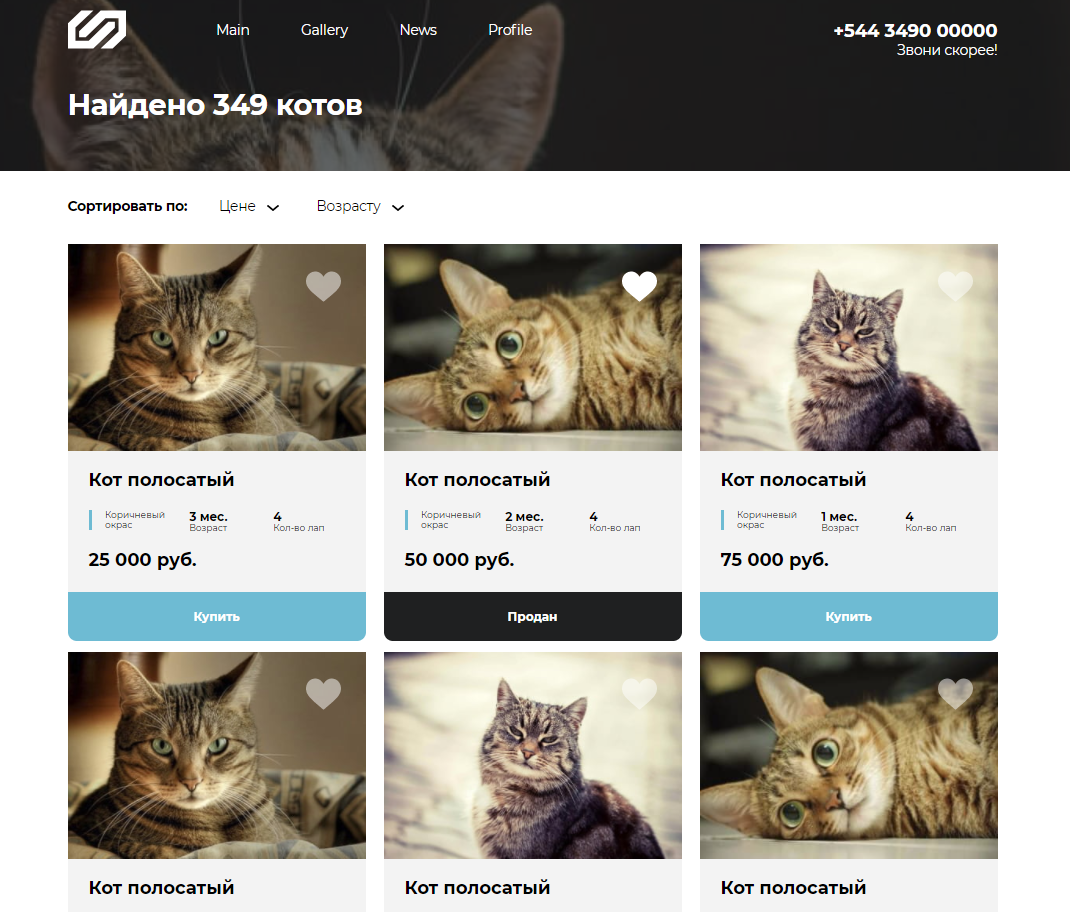 Main Gallery News Profile
+544 3490 00000
Звони скорее!
Найдено 349 котов
Сортировать по: Цене Возрасту
Кот полосатый
Коричневый
окрас
3 мес.
Возраст
4
Кол-во лап
25 000 руб.
Купить
Кот полосатый
Коричневый
окрас
2 мес.
Возраст
4
Кол-во лап
50 000 руб.
Продан
Кот полосатый
Коричневый
окрас
1 мес.
Возраст
4
Кол-во лап
75 000 руб.
Купить
Кот полосатый
Кот полосатый
Кот полосатый